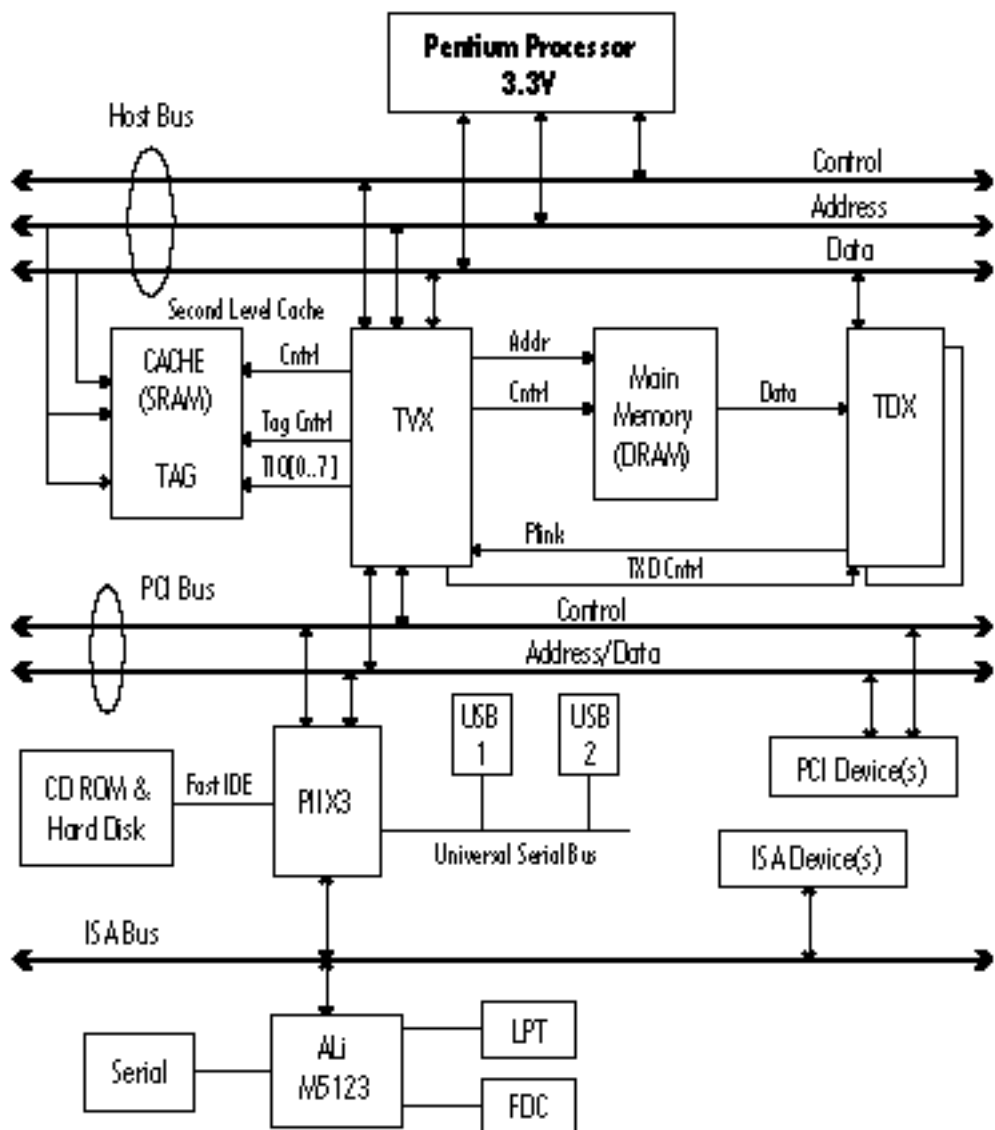 Pentium Processor
3.3V
Host Bus
Control
Address
Data
Second Level Cache
CACHE
(SRAM)
TAG
Cntrl
Tag Cntrl
TIO[0..7]
TVX
Addr
Cntrl
Main
Memory
(DRAM)
Data
TDX
Plink
TXD Cntrl
PCI Bus
Control
Address/Data
USB
1
USB
2
PCI Device(s)
CD ROM &
Hard Disk
Fast IDE
PIIX3
Universal Serial Bus
ISA Device(s)
ISA Bus
Serial
ALi
M5123
LPT
FDC